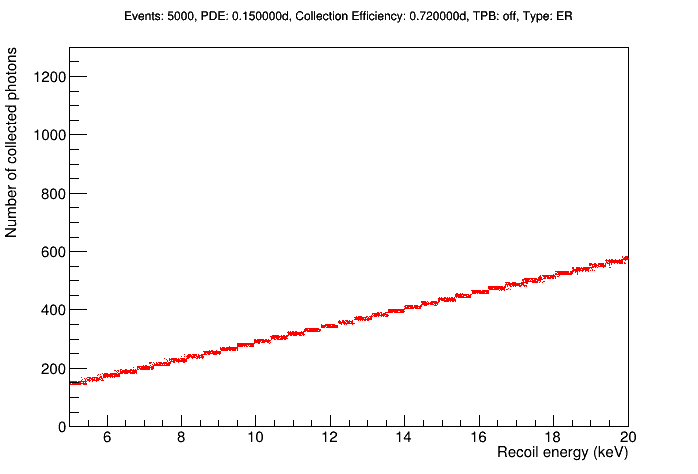 Events: 5000, PDE: 0.150000d, Collection Efficiency: 0.720000d, TPB: off, Type: ER
Number of collected photons
1200
1000
800
600
400
200
0
6 8 10 12 14 16 18 20
Recoil energy (keV)